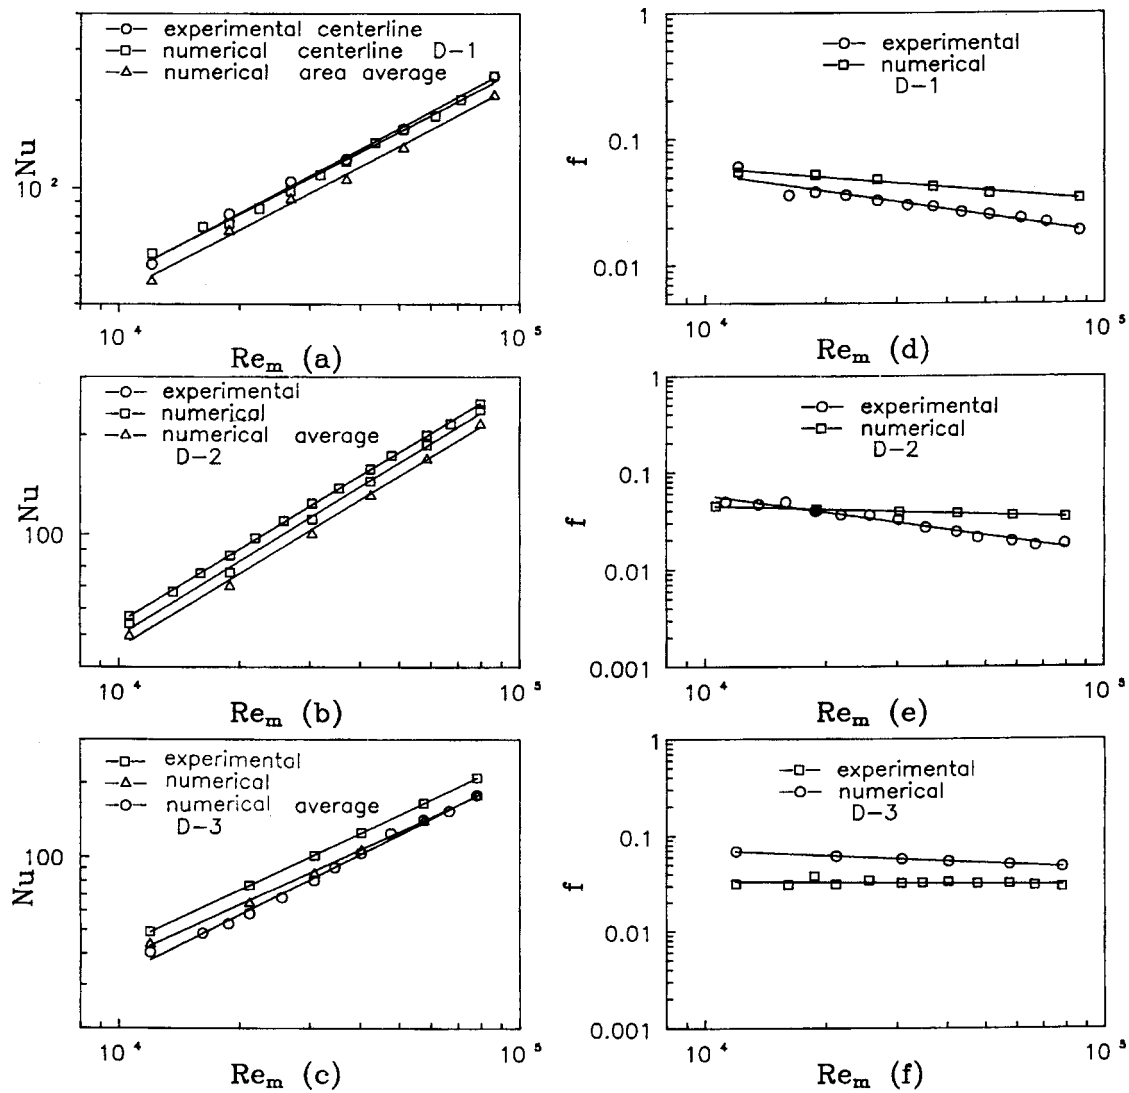 experimental centerline
numerical centerline D-1
numerical area average
Nu
10 2
10 4
10 5
Re m (a)
experimental
numerical
D-1
1
0.1
0.01
f
10 4
10 5
Re m (d)
experimental
numerical
numerical average
D-2
Nu
100
10 4
10 5
Re m (b)
experimental
numerical
D-2
1
0.1
0.01
0.001
f
10 4
10 5
Re m (e)
experimental
numerical
numerical average
D-3
Nu
100
10 4
10 5
Re m (c)
experimental
numerical
D-3
1
0.1
0.01
0.001
f
10 4
10 5
Re m (f)